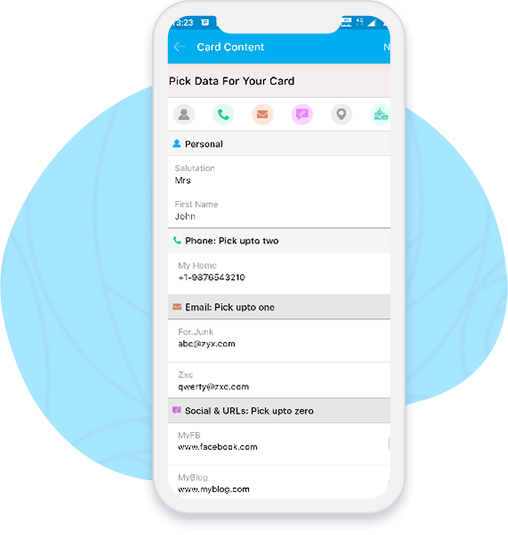 3:23
Card Content
N
Pick Data For Your Card
Personal
Salutation
Mrs
First Name
John
Phone: Pick upto two
My Home
+1-9876543210
Email: Pick upto one
For Junk
abc@zyx.com
Zxc
qwerty@zxc.com
Social & URLs: Pick upto zero
MyFB
www.facebook.com
MyBlog
www.myblog.com